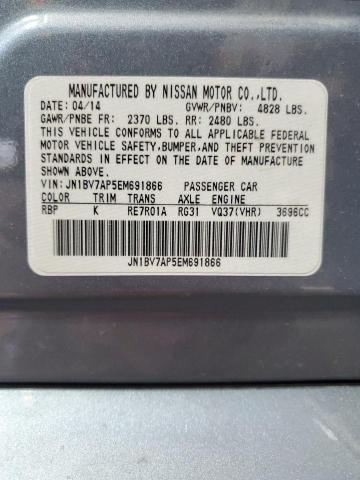 MANUFACTURED BY NISSAN MOTOR CO.,LTD.
DATE: 04/14 GVWR/PNBV: 4828 LBS.
GAWR/PNBE FR: 2370 LBS. RR: 2480 LBS.
THIS CAR CONFORMS TO ALL APPLICABLE FEDERAL
MOTOR VEHICLE SAFETY,BUMPER,AND THEFT PREVENTION
STANDARDS IN EFFECT ON THE DATE OF MANUFACTURE
SHOWN ABOVE.
VIN: JN1BV7AP5EM691866 PASSENGER CAR
COLOR TRIM TRANS AXLE ENGINE
RBP K RE7R01A RG31 VQ37(VHR) 3696CC
JN1BV7AP5EM691866